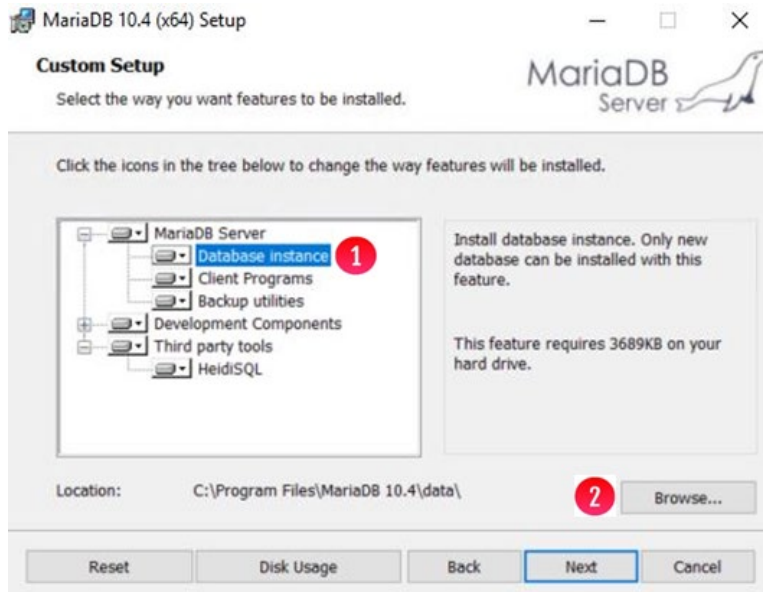 MariaDB 10.4 (x64) Setup
Custom Setup
Select the way you want features to be installed.
MariaDB
Server
Click the icons in the tree below to change the way features will be installed.
MariaDB Server
Database instance 1
Client Programs
Backup utilities
Development Components
Third party tools
HeidiSQL
Install database instance. Only new
database can be installed with this
feature.
This feature requires 3689KB on your
hard drive.
Location: C:\Program Files\MariaDB 10.4\data\ 2 Browse...
Reset Disk Usage Back Next Cancel